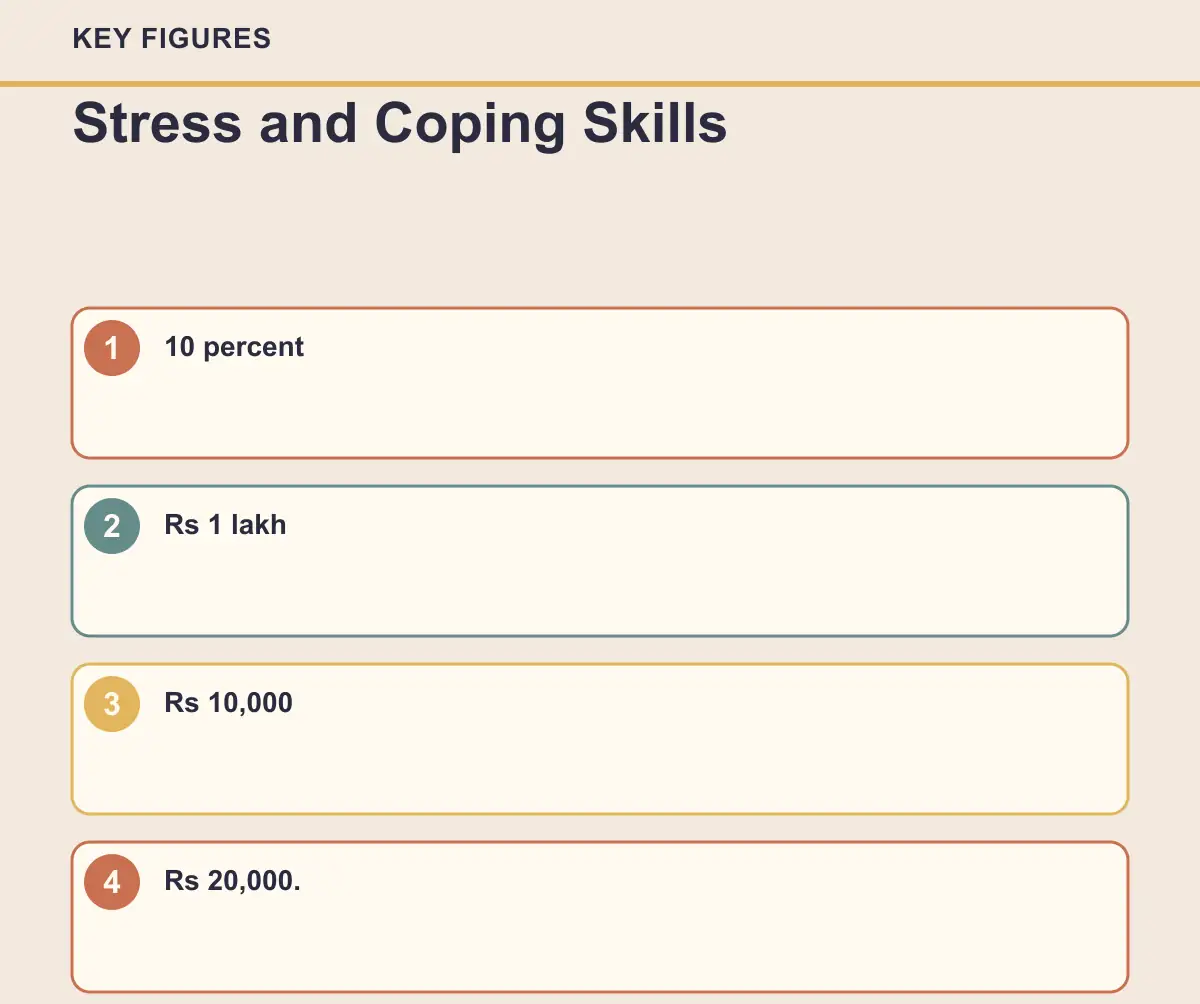 KEY FIGURES
Stress and Coping Skills
1
10 percent
2
Rs 1 lakh
3
Rs 10,000
4
Rs 20,000.